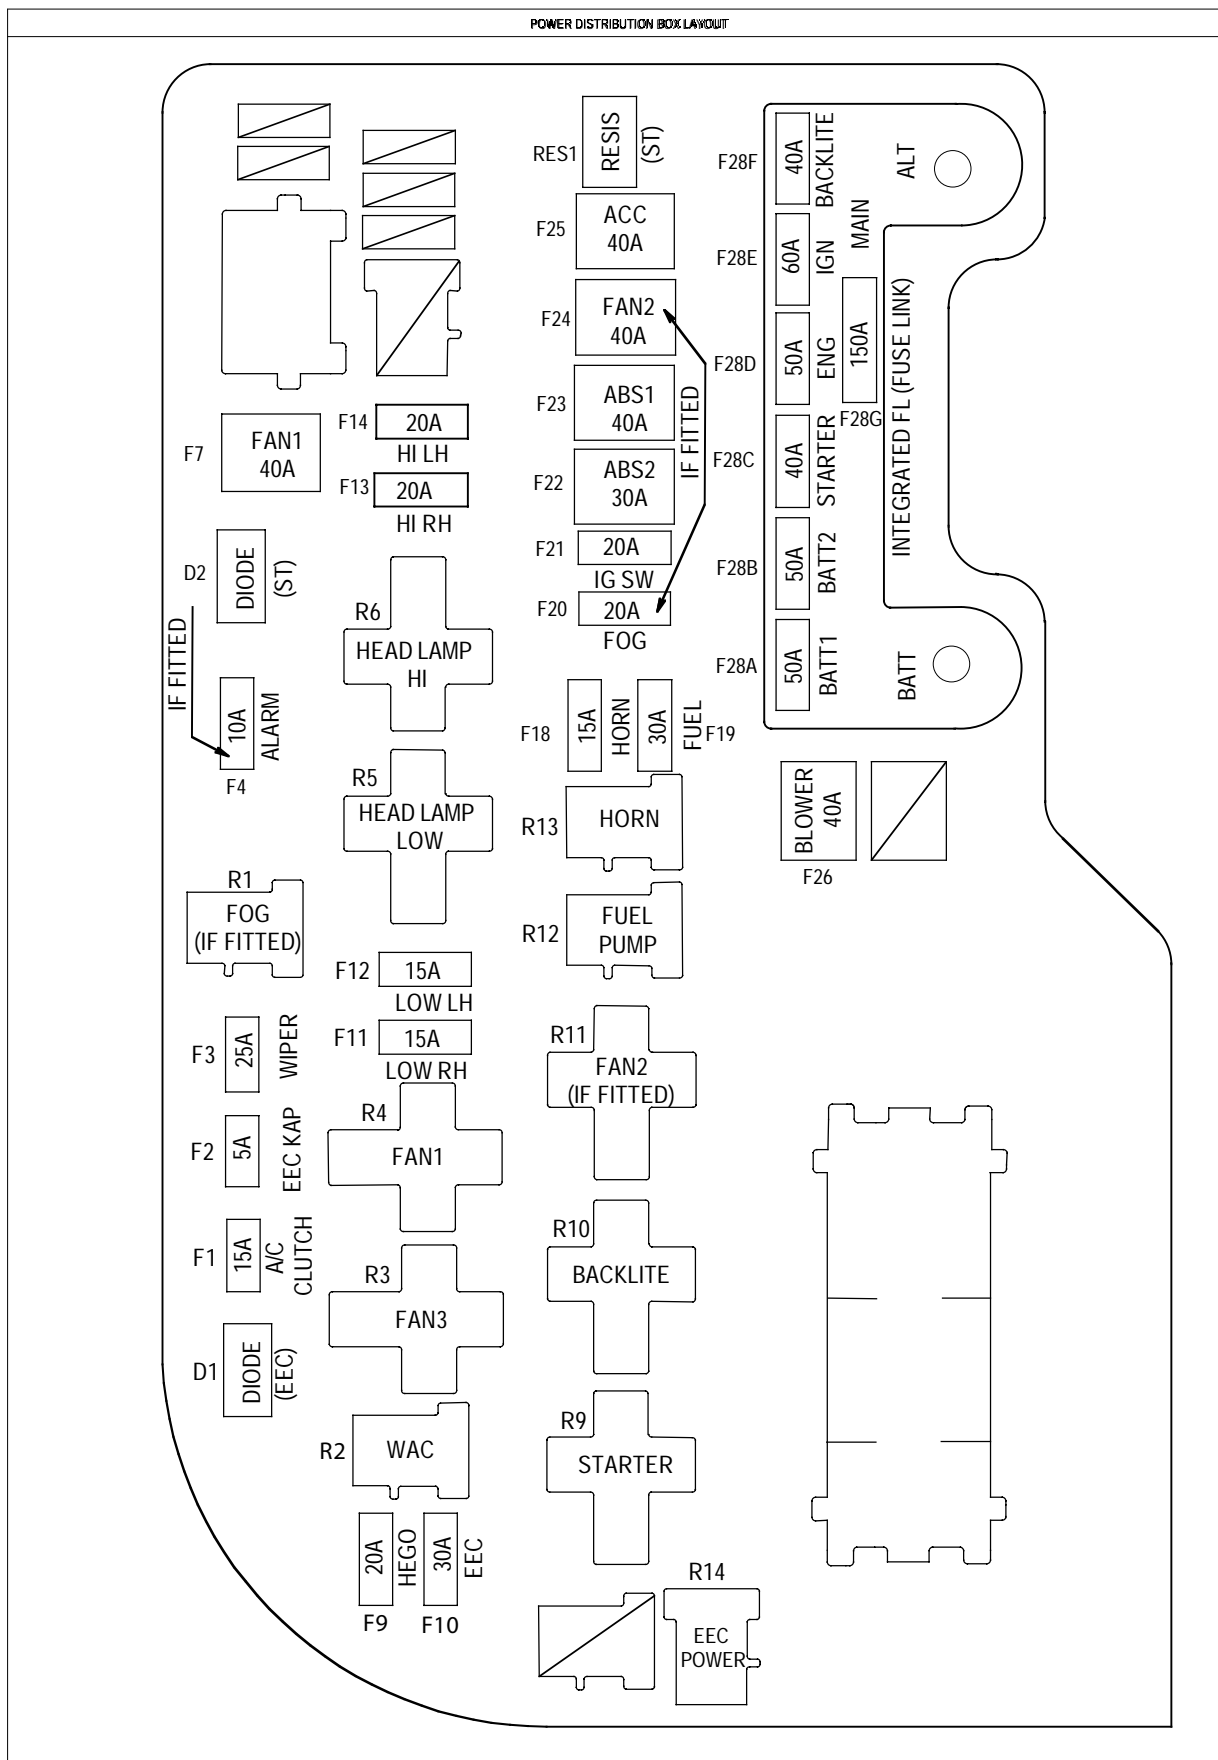 POWER DISTRIBUTION BOX LAYOUT
F7
FAN1
40A
D2
DIODE
(ST)
IF FITTED
10A
ALARM
F4
R1
FOG
(IF FITTED)
F3
25A
WIPER
F2
5A
EEC KAP
F1
15A
A/C
CLUTCH
D1
DIODE
(EEC)
F14
20A
HI LH
F13
20A
HI RH
R6
HEAD LAMP
HI
R5
HEAD LAMP
LOW
F12
15A
LOW LH
F11
15A
LOW RH
R4
FAN1
R3
FAN3
R2
WAC
20A
HEGO
F9
30A
EEC
F10
RES1
RESIS
(ST)
F25
ACC
40A
F24
FAN2
40A
F23
ABS1
40A
F22
ABS2
30A
IF FITTED
F21
20A
IG SW
F20
20A
FOG
F18
15A
HORN
30A
FUEL
F19
R13
HORN
R12
FUEL
PUMP
R11
FAN2
(IF FITTED)
R10
BACKLITE
R9
STARTER
R14
EEC
POWER
F28F
40A
BACKLITE
F28E
60A
IGN
F28D
50A
ENG
F28C
40A
STARTER
F28B
50A
BATT2
F28A
50A
BATT1
MAIN
150A
F28G
INTEGRATED FL (FUSE LINK)
ALT
BATT
BLOWER
40A
F26